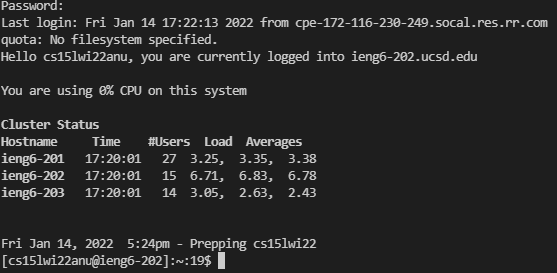 Password:
Last login: Fri Jan 14 17:22:13 2022 from cpe-172-116-230-249.socal.res.rr.com
quota: No filesystem specified.
Hello cs15lwi22anu, you are currently logged into ieng6-202.ucsd.edu
You are using 0% CPU on this system
Cluster Status
Hostname     Time    #Users  Load  Averages
ieng6-201   17:20:01   27  3.25,  3.35,  3.38
ieng6-202   17:20:01   15  6.71,  6.83,  6.78
ieng6-203   17:20:01   14  3.05,  2.63,  2.43
Fri Jan 14, 2022  5:24pm - Prepping cs15lwi22
[cs15lwi22anu@ieng6-202]:~:19$